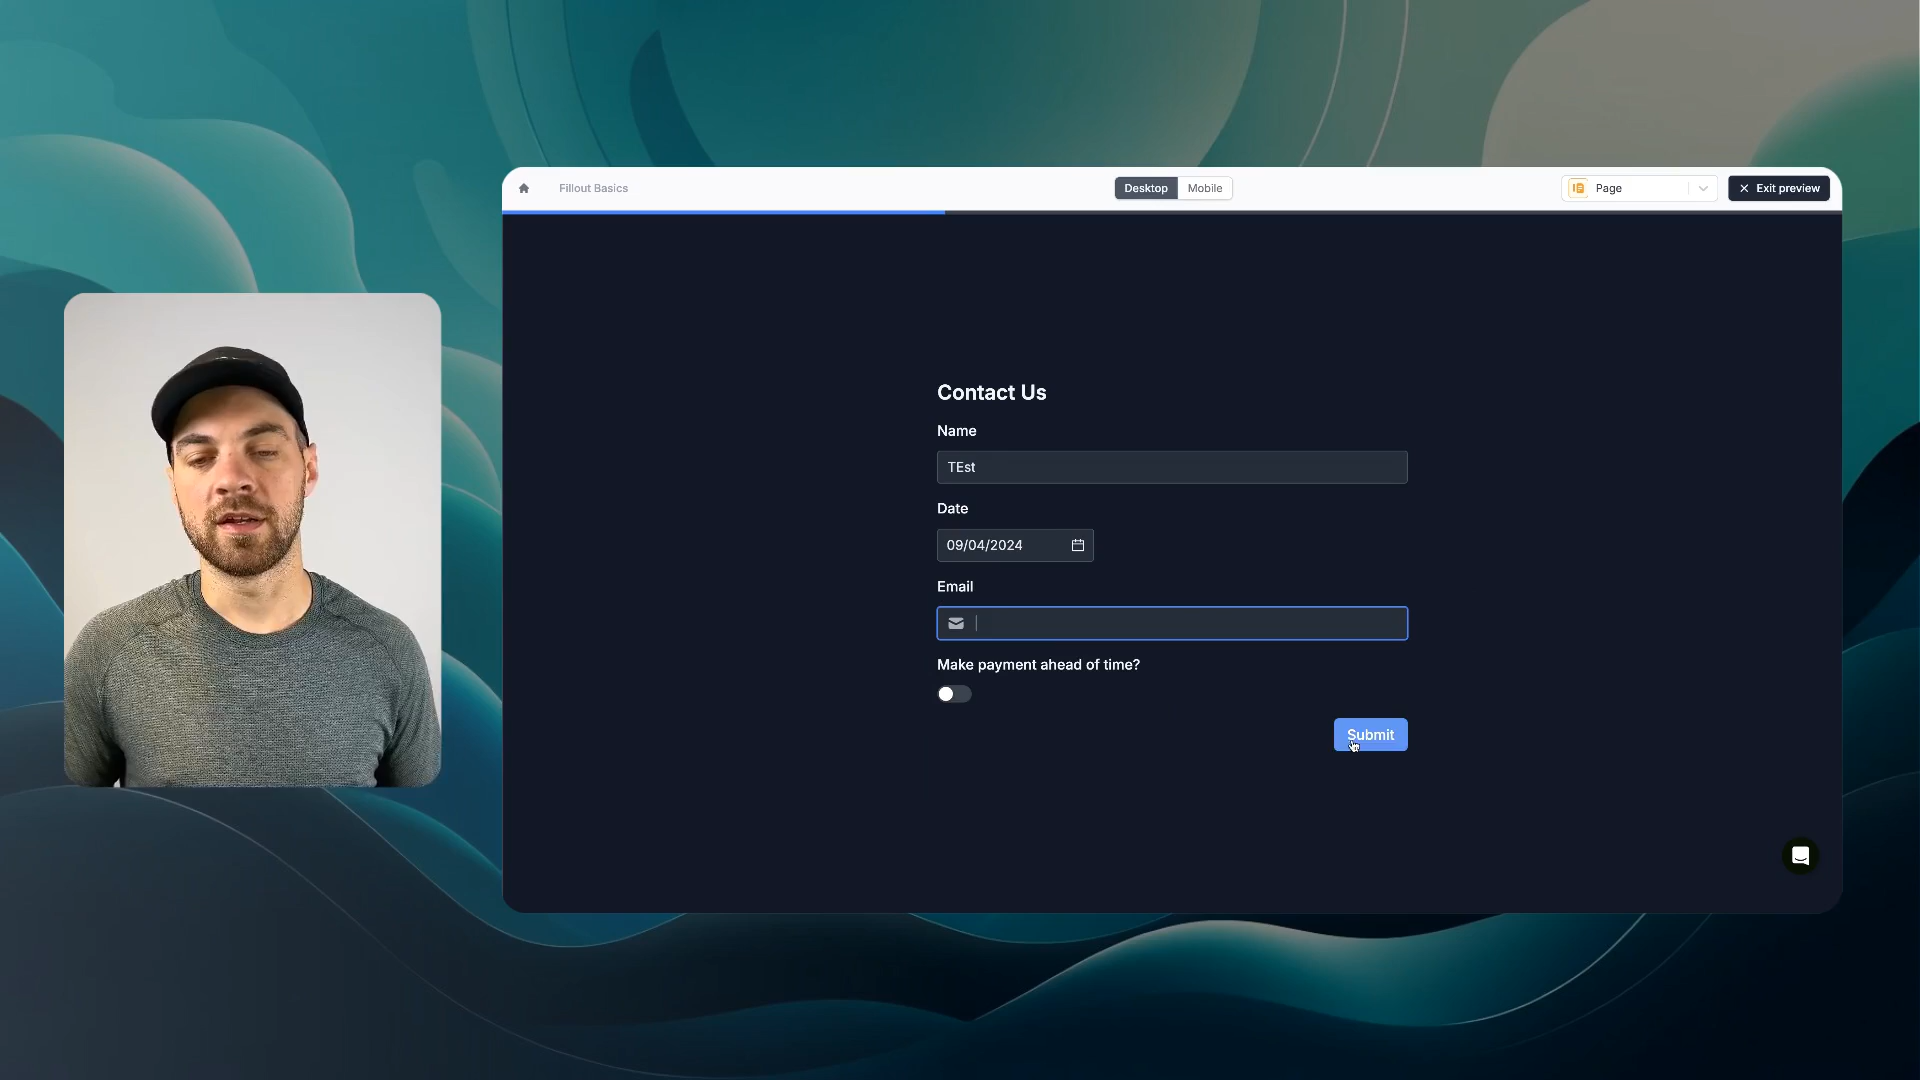 Fillout Basics
Desktop
Mobile
Page
Exit preview
Contact Us
Name
TEst
Date
09/04/2024
Email
Make payment ahead of time?
Submit